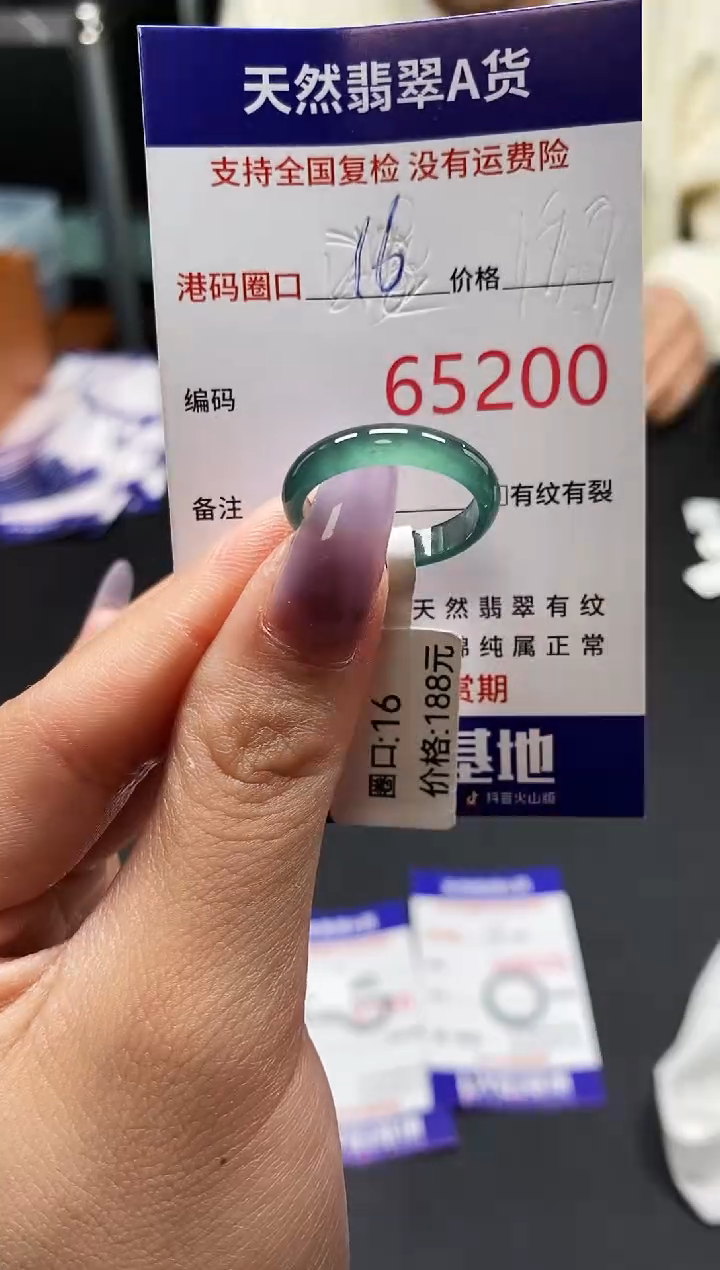 天然翡翠A货
支持全国复检 没有运费险
港码圈口 16 价格
编码 65200
备注 有纹有裂
天然翡翠有纹
棉纯属正常
赏期
基地
抖音火山版
圈口:16
价格:188元